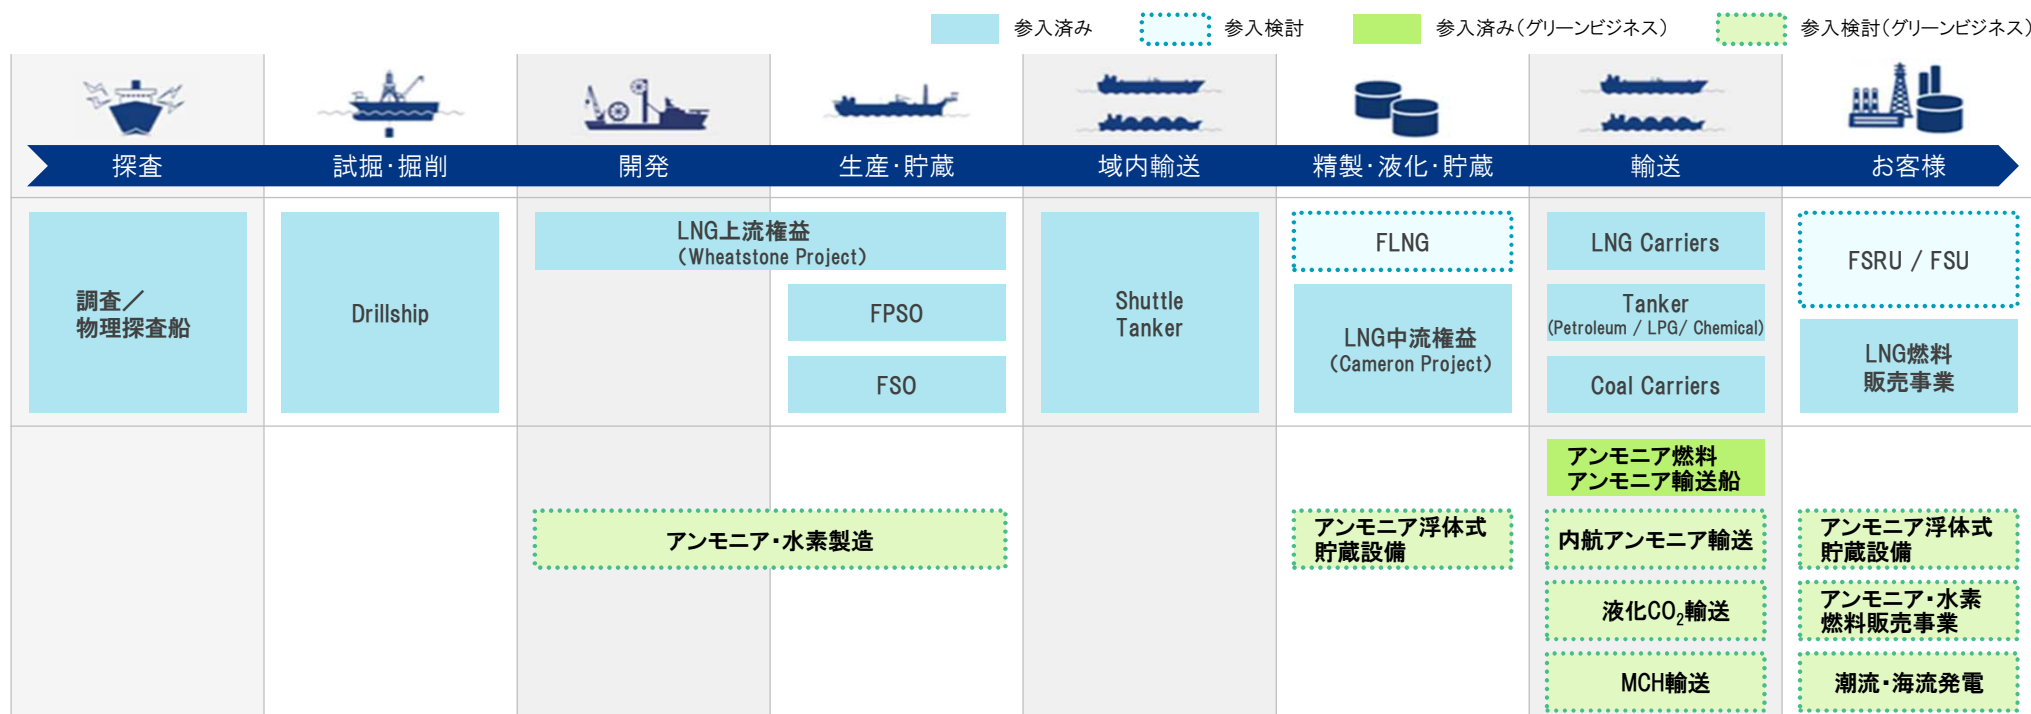 参入済み
参入検討
参入済み(グリーンビジネス)
参入検討(グリーンビジネス)
探査
試掘・掘削
開発
生産・貯蔵
域内輸送
精製・液化・貯蔵
輸送
お客様
調査／
物理探査船
Drillship
LNG上流権益
(Wheatstone Project)
FPSO
FSO
Shuttle
Tanker
FLNG
LNG中流権益
(Cameron Project)
LNG Carriers
Tanker
(Petroleum / LPG/ Chemical)
Coal Carriers
FSRU / FSU
LNG燃料
販売事業
アンモニア・水素製造
アンモニア浮体式
貯蔵設備
アンモニア燃料
アンモニア輸送船
内航アンモニア輸送
液化CO₂輸送
MCH輸送
アンモニア浮体式
貯蔵設備
アンモニア・水素
燃料販売事業
潮流・海流発電